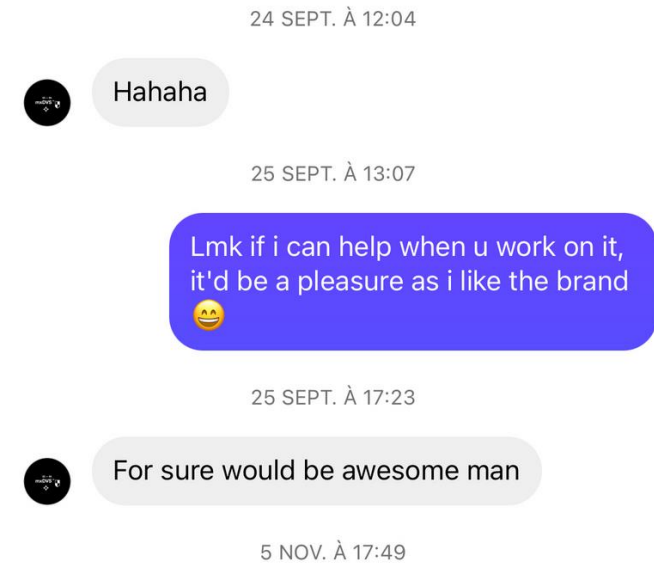 24 SEPT. À 12:04
Hahaha
25 SEPT. À 13:07
Lmk if i can help when u work on it,
it'd be a pleasure as i like the brand
😄
25 SEPT. À 17:23
For sure would be awesome man
5 NOV. À 17:49